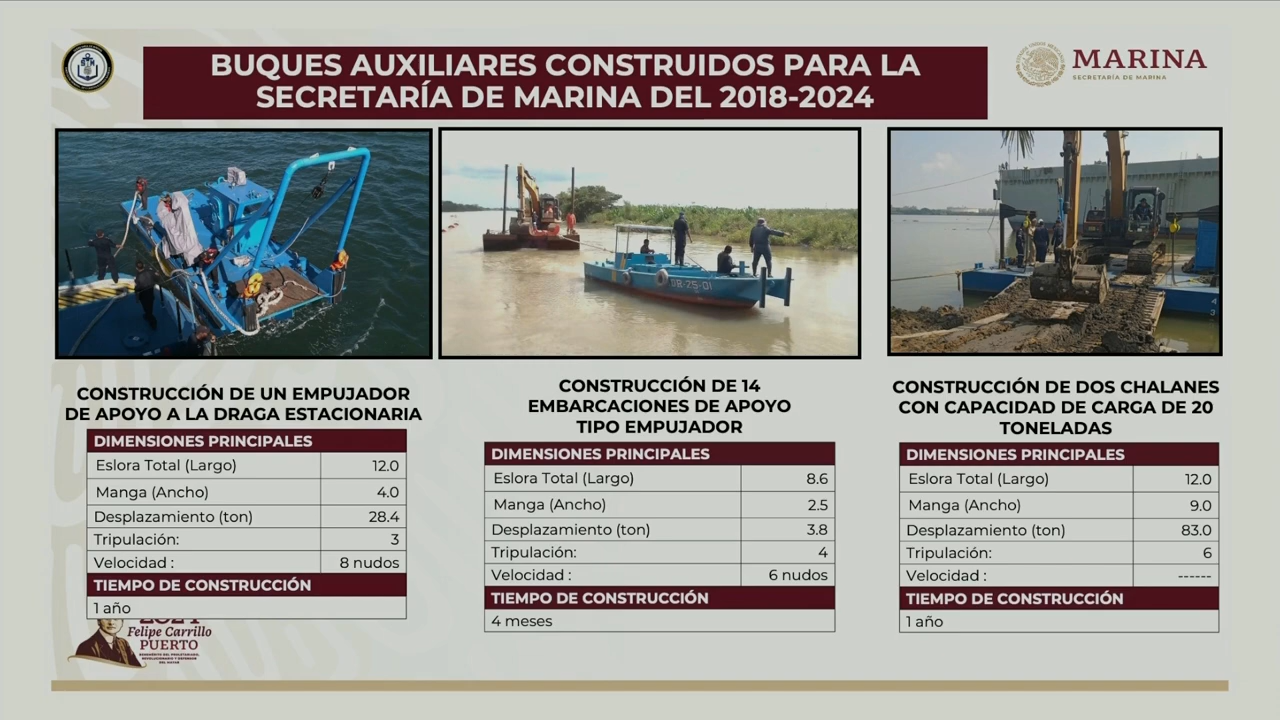 BUQUES AUXILIARES CONSTRUIDOS PARA LA
SECRETARÍA DE MARINA DEL 2018-2024
MARINA
SECRETARÍA DE MARINA
DR-25-01
CONSTRUCCIÓN DE UN EMPUJADOR
DE APOYO A LA DRAGA ESTACIONARIA
DIMENSIONES PRINCIPALES
Eslora Total (Largo) 12.0
Manga (Ancho) 4.0
Desplazamiento (ton) 28.4
Tripulación: 3
Velocidad : 8 nudos
TIEMPO DE CONSTRUCCIÓN
1 año
CONSTRUCCIÓN DE 14
EMBARCACIONES DE APOYO
TIPO EMPUJADOR
DIMENSIONES PRINCIPALES
Eslora Total (Largo) 8.6
Manga (Ancho) 2.5
Desplazamiento (ton) 3.8
Tripulación: 4
Velocidad : 6 nudos
TIEMPO DE CONSTRUCCIÓN
4 meses
CONSTRUCCIÓN DE DOS CHALANES
CON CAPACIDAD DE CARGA DE 20
TONELADAS
DIMENSIONES PRINCIPALES
Eslora Total (Largo) 12.0
Manga (Ancho) 9.0
Desplazamiento (ton) 83.0
Tripulación: 6
Velocidad : ------
TIEMPO DE CONSTRUCCIÓN
1 año
2024
Felipe Carrillo
PUERTO